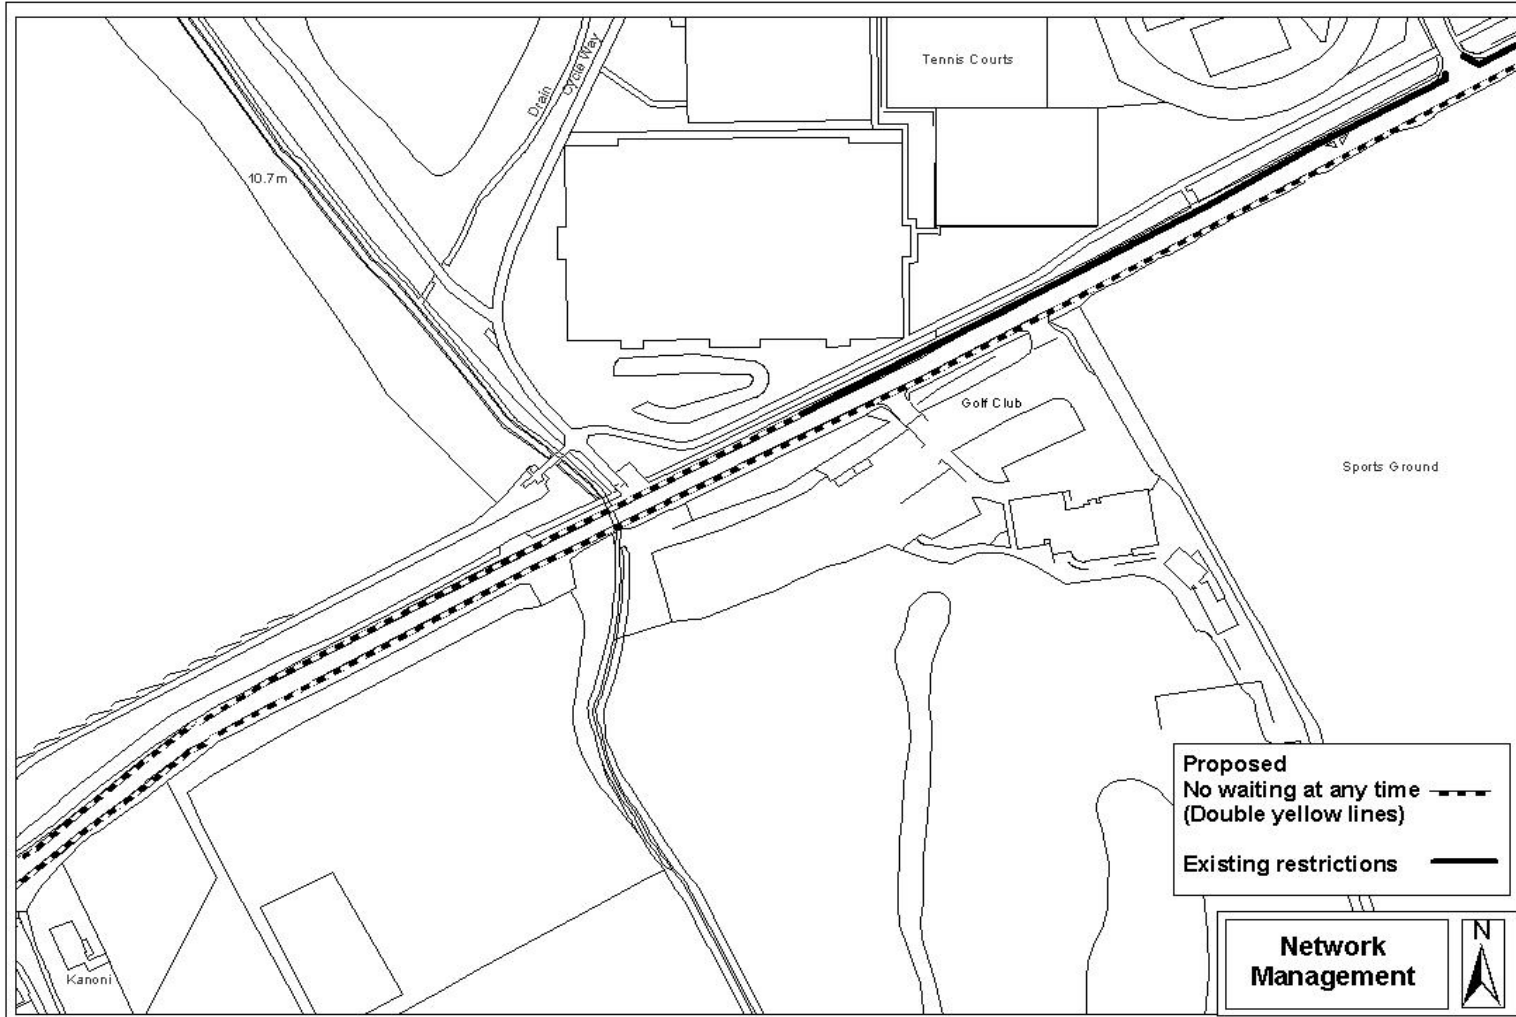 Tennis Courts
Drain
Cycle Way
10.7m
Golf Club
Sports Ground
Kanoni
Proposed
No waiting at any time
(Double yellow lines)
Existing restrictions
Network
Management
N